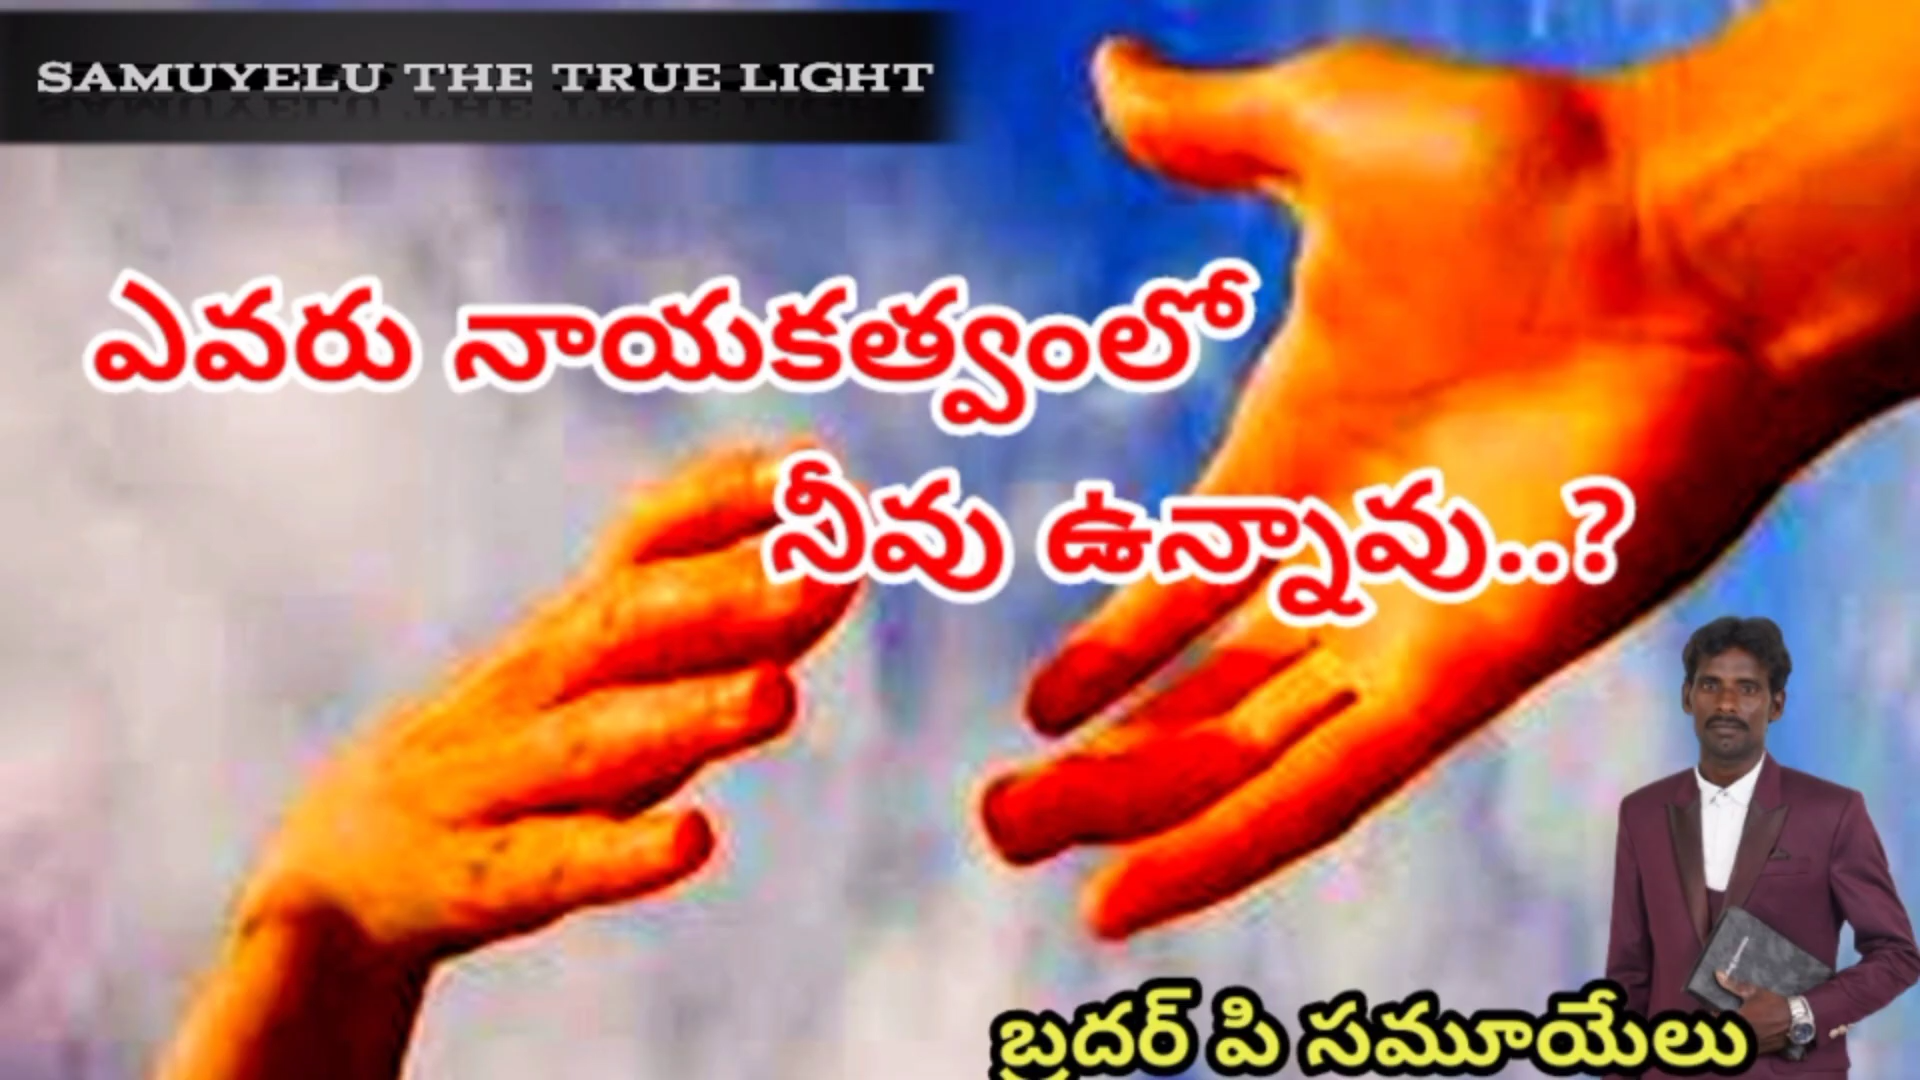 SAMUYELU THE TRUE LIGHT
ఎవరు నాయకత్వంలో
నీవు ఉన్నావు..?
బ్రదర్ పి సమూయేలు